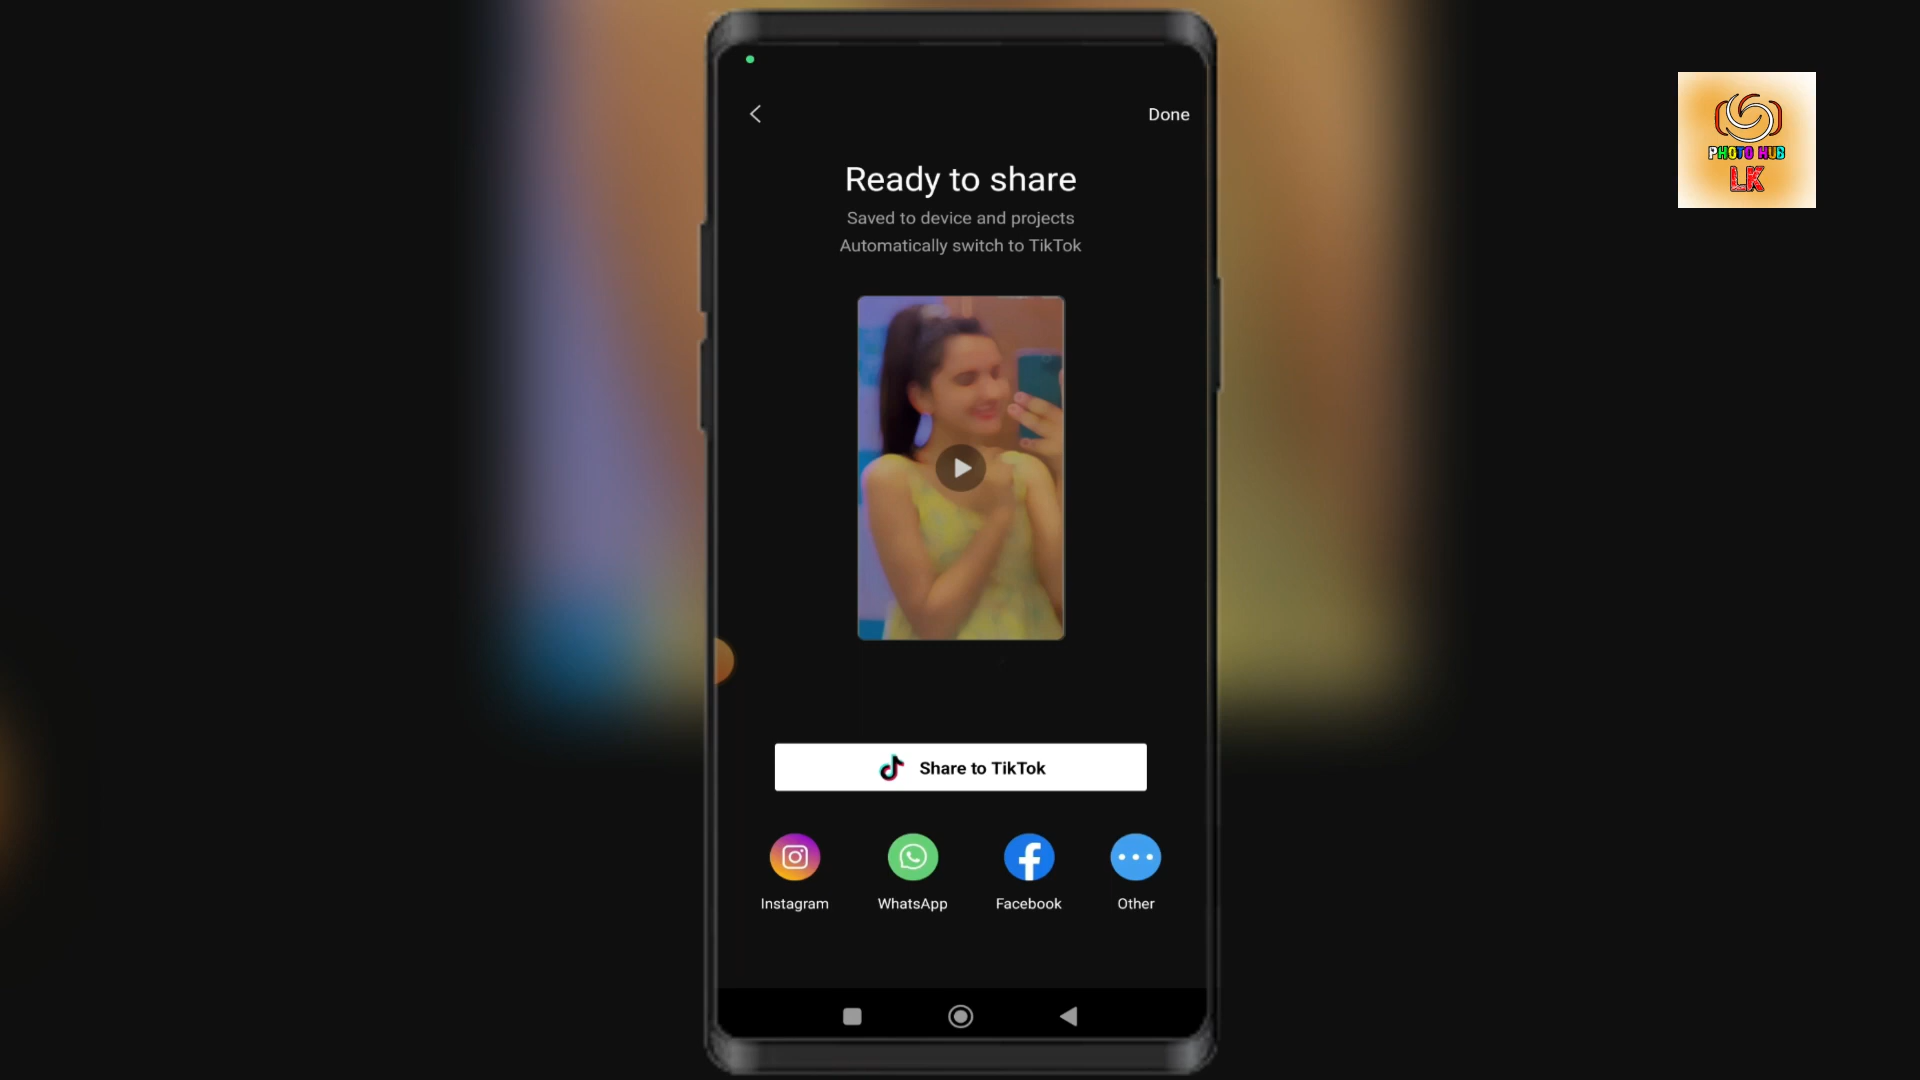 Done
Ready to share
Saved to device and projects
Automatically switch to TikTok
Share to TikTok
Instagram
WhatsApp
Facebook
Other
PHOTO HUB
LK